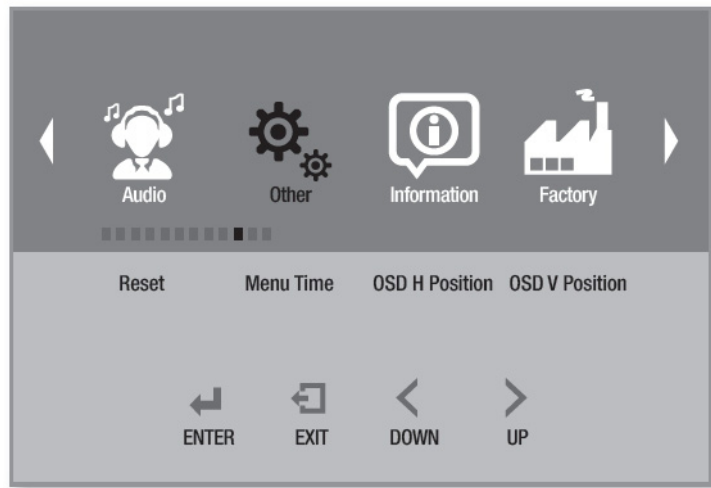 Audio Other Information Factory
Reset Menu Time OSD H Position OSD V Position
ENTER EXIT DOWN UP